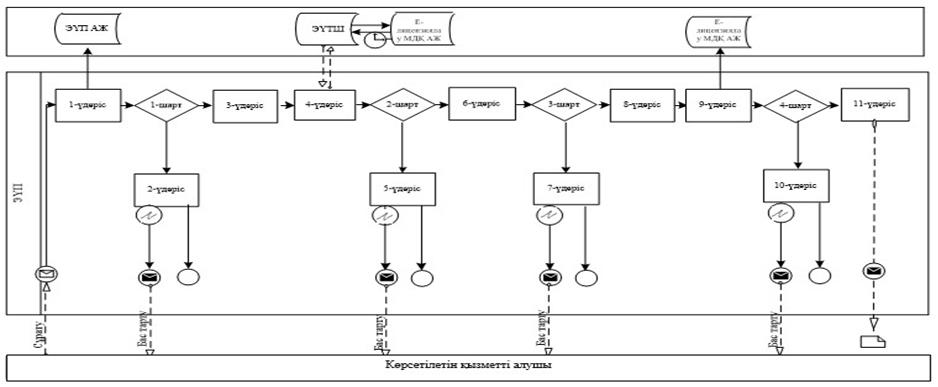 ЭҮП АЖ
ЭҮТШ
Е-
лицензияла
у МДҚ АЖ
Е-
лицензияла
у МДҚ АЖ
ЭҮП
1-үдеріс
1-шарт
3-үдеріс
4-үдеріс
2-шарт
6-үдеріс
3-шарт
8-үдеріс
9-үдеріс
4-шарт
11-үдеріс
2-үдеріс
5-үдеріс
7-үдеріс
10-үдеріс
Сұрату
Бас тарту
Бас тарту
Бас тарту
Бас тарту
Көрсетілетін қызметті алушы